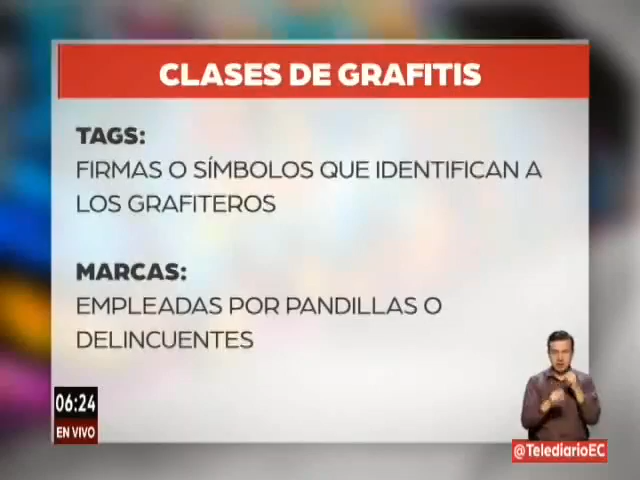 CLASES DE GRAFITIS
TAGS:
FIRMAS O SÍMBOLOS QUE IDENTIFICAN A
LOS GRAFITEROS
MARCAS:
EMPLEADAS POR PANDILLAS O
DELINCUENTES
06:24
EN VIVO
@TelediarioEC